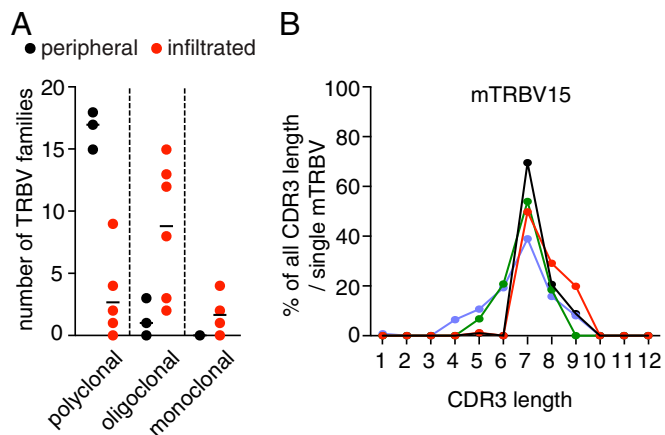 A
● peripheral ● infiltrated
number of TRBV families
20
15
10
5
0
polyclonal
oligoclonal
monoclonal
B
mTRBV15
% of all CDR3 length
/ single mTRBV
100
80
60
40
20
0
1 2 3 4 5 6 7 8 9 10 11 12
CDR3 length